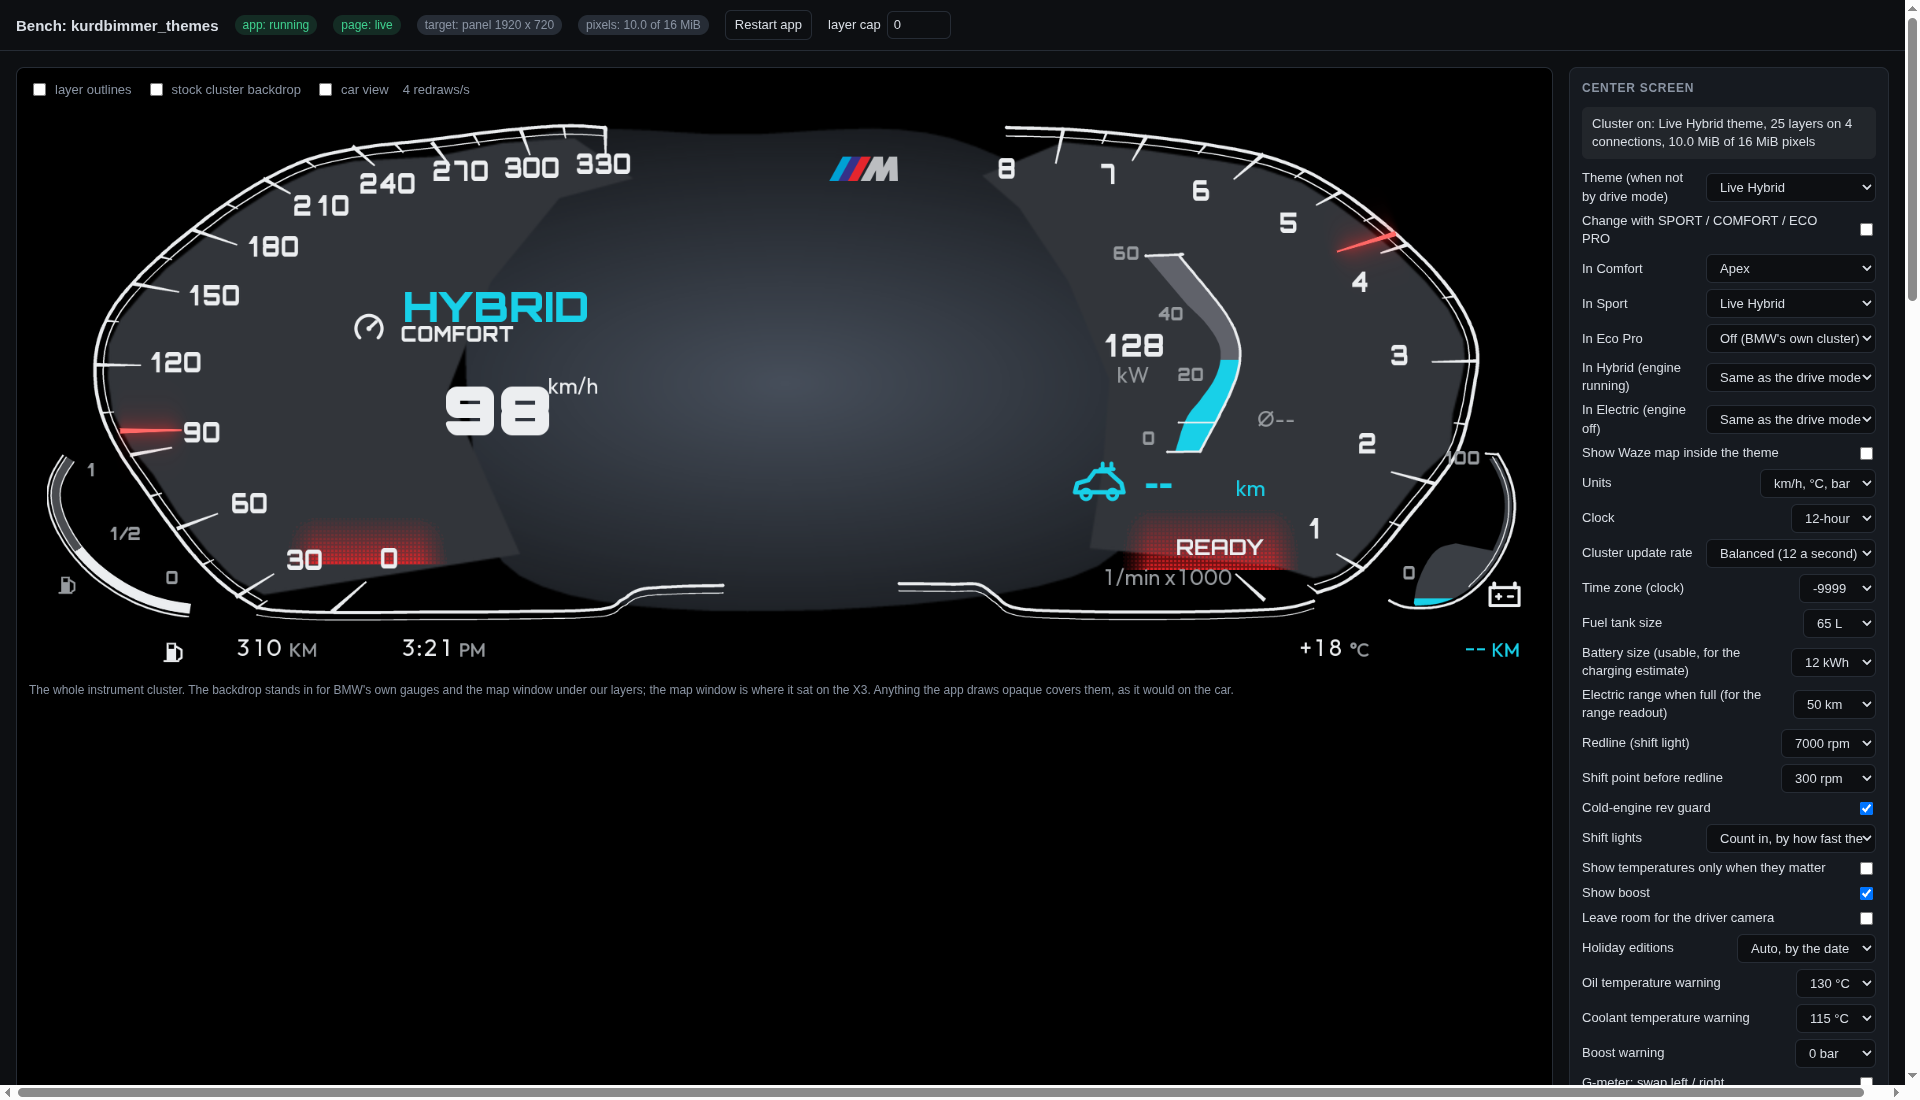 Bench: kurdbimmer_themes
app: running
page: live
target: panel 1920 x 720
pixels: 10.0 of 16 MiB
Restart app
layer cap
0
layer outlines
stock cluster backdrop
car view
4 redraws/s
330
300
270
240
210
180
150
120
90
60
30
0
M
HYBRID
COMFORT
98
km/h
8
7
6
5
4
3
2
1
60
40
20
0
128
kW
Ø--
--
km
READY
1/min x1000
1
1/2
0
100
0
310 KM
3:21 PM
+18 °C
-- KM
The whole instrument cluster. The backdrop stands in for BMW's own gauges and the map window under our layers; the map window is where it sat on the X3. Anything the app draws opaque covers them, as it would on the car.
CENTER SCREEN
Cluster on: Live Hybrid theme, 25 layers on 4
connections, 10.0 MiB of 16 MiB pixels
Theme (when not
by drive mode)
Live Hybrid
Change with SPORT / COMFORT / ECO
PRO
In Comfort
Apex
In Sport
Live Hybrid
In Eco Pro
Off (BMW's own cluster)
In Hybrid (engine
running)
Same as the drive mode
In Electric (engine
off)
Same as the drive mode
Show Waze map inside the theme
Units
km/h, °C, bar
Clock
12-hour
Cluster update rate
Balanced (12 a second)
Time zone (clock)
-9999
Fuel tank size
65 L
Battery size (usable, for the
charging estimate)
12 kWh
Electric range when full (for the
range readout)
50 km
Redline (shift light)
7000 rpm
Shift point before redline
300 rpm
Cold-engine rev guard
Shift lights
Count in, by how fast the
Show temperatures only when they matter
Show boost
Leave room for the driver camera
Holiday editions
Auto, by the date
Oil temperature warning
130 °C
Coolant temperature warning
115 °C
Boost warning
0 bar
G-meter: swap left / right